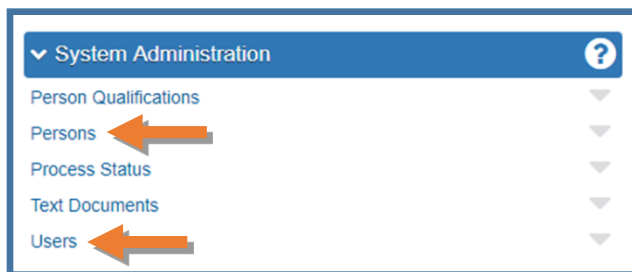 System Administration ?
Person Qualifications
Persons
Process Status
Text Documents
Users